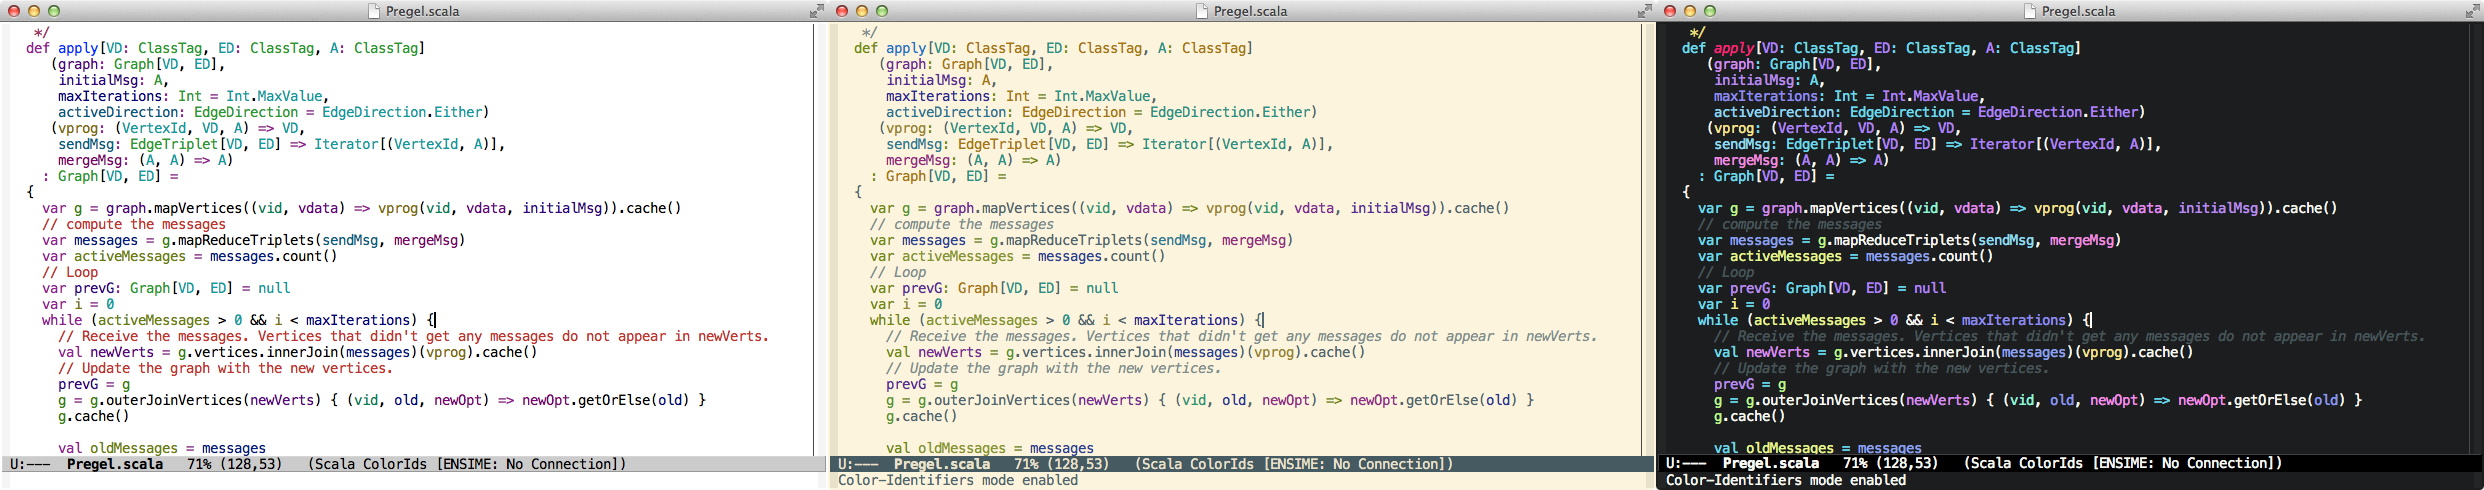 Pregel.scala
*/
def apply[VD: ClassTag, ED: ClassTag, A: ClassTag]
(graph: Graph[VD, ED],
initialMsg: A,
maxIterations: Int = Int.MaxValue,
activeDirection: EdgeDirection = EdgeDirection.Either)
(vprog: (VertexId, VD, A) => VD,
sendMsg: EdgeTriplet[VD, ED] => Iterator[(VertexId, A)],
mergeMsg: (A, A) => A)
: Graph[VD, ED] =
{
var g = graph.mapVertices((vid, vdata) => vprog(vid, vdata, initialMsg)).cache()
// compute the messages
var messages = g.mapReduceTriplets(sendMsg, mergeMsg)
var activeMessages = messages.count()
// Loop
var prevG: Graph[VD, ED] = null
var i = 0
while (activeMessages > 0 && i < maxIterations) {
// Receive the messages. Vertices that didn't get any messages do not appear in newVerts.
val newVerts = g.vertices.innerJoin(messages)(vprog).cache()
// Update the graph with the new vertices.
prevG = g
g = g.outerJoinVertices(newVerts) { (vid, old, newOpt) => newOpt.getOrElse(old) }
g.cache()
val oldMessages = messages
U:--- Pregel.scala 71% (128,53) (Scala ColorIds [ENSIME: No Connection])
Pregel.scala
*/
def apply[VD: ClassTag, ED: ClassTag, A: ClassTag]
(graph: Graph[VD, ED],
initialMsg: A,
maxIterations: Int = Int.MaxValue,
activeDirection: EdgeDirection = EdgeDirection.Either)
(vprog: (VertexId, VD, A) => VD,
sendMsg: EdgeTriplet[VD, ED] => Iterator[(VertexId, A)],
mergeMsg: (A, A) => A)
: Graph[VD, ED] =
{
var g = graph.mapVertices((vid, vdata) => vprog(vid, vdata, initialMsg)).cache()
// compute the messages
var messages = g.mapReduceTriplets(sendMsg, mergeMsg)
var activeMessages = messages.count()
// Loop
var prevG: Graph[VD, ED] = null
var i = 0
while (activeMessages > 0 && i < maxIterations) {
// Receive the messages. Vertices that didn't get any messages do not appear in newVerts.
val newVerts = g.vertices.innerJoin(messages)(vprog).cache()
// Update the graph with the new vertices.
prevG = g
g = g.outerJoinVertices(newVerts) { (vid, old, newOpt) => newOpt.getOrElse(old) }
g.cache()
val oldMessages = messages
U:--- Pregel.scala 71% (128,53) (Scala ColorIds [ENSIME: No Connection])
Color-Identifiers mode enabled
Pregel.scala
*/
def apply[VD: ClassTag, ED: ClassTag, A: ClassTag]
(graph: Graph[VD, ED],
initialMsg: A,
maxIterations: Int = Int.MaxValue,
activeDirection: EdgeDirection = EdgeDirection.Either)
(vprog: (VertexId, VD, A) => VD,
sendMsg: EdgeTriplet[VD, ED] => Iterator[(VertexId, A)],
mergeMsg: (A, A) => A)
: Graph[VD, ED] =
{
var g = graph.mapVertices((vid, vdata) => vprog(vid, vdata, initialMsg)).cache()
// compute the messages
var messages = g.mapReduceTriplets(sendMsg, mergeMsg)
var activeMessages = messages.count()
// Loop
var prevG: Graph[VD, ED] = null
var i = 0
while (activeMessages > 0 && i < maxIterations) {
// Receive the messages. Vertices that didn't get any messages do not appear in newVerts.
val newVerts = g.vertices.innerJoin(messages)(vprog).cache()
// Update the graph with the new vertices.
prevG = g
g = g.outerJoinVertices(newVerts) { (vid, old, newOpt) => newOpt.getOrElse(old) }
g.cache()
val oldMessages = messages
U:--- Pregel.scala 71% (128,53) (Scala ColorIds [ENSIME: No Connection])
Color-Identifiers mode enabled